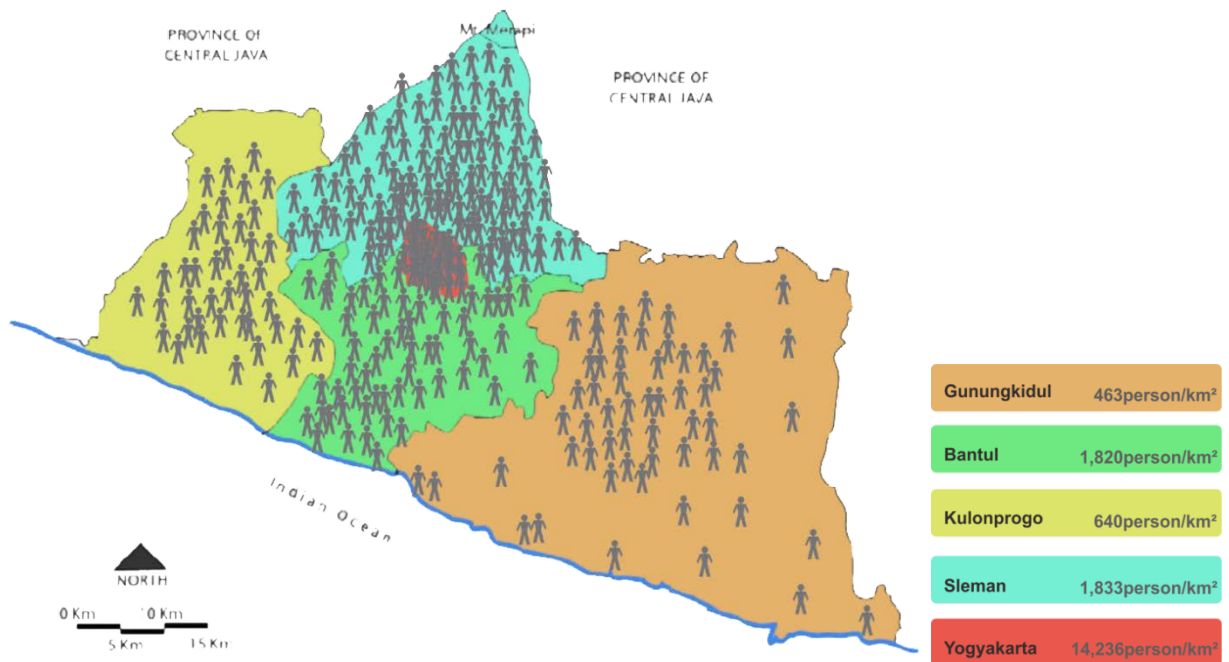 Mt. Merapi
PROVINCE OF
CENTRAL JAVA
PROVINCE OF
CENTRAL JAVA
Indian Ocean
NORTH
0 Km 10 Km
5 Km 15 Km
Gunungkidul 463person/km²
Bantul 1,820person/km²
Kulonprogo 640person/km²
Sleman 1,833person/km²
Yogyakarta 14,236person/km²